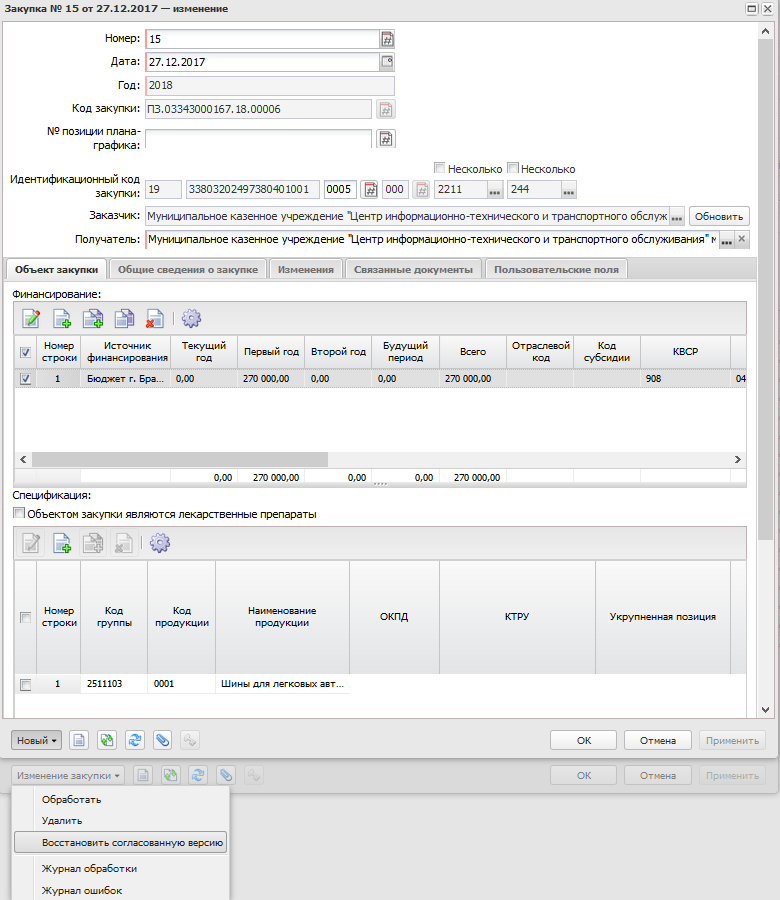 Закупка № 15 от 27.12.2017 — изменение
Номер: 15
Дата: 27.12.2017
Год: 2018
Код закупки: ПЗ.03343000167.18.00006
№ позиции плана-
графика:
Несколько Несколько
Идентификационный код
закупки: 19 33803202497380401001 0005 000 2211 244
Заказчик: Муниципальное казенное учреждение "Центр информационно-технического и транспортного обслуж ... Обновить
Получатель: Муниципальное казенное учреждение "Центр информационно-технического и транспортного обслуживания" м ...
Объект закупки Общие сведения о закупке Изменения Связанные документы Пользовательские поля
Финансирование:
Номер строки Источник финансирования Текущий год Первый год Второй год Будущий период Всего Отраслевой код Код субсидии КВСР
1 Бюджет г. Бра... 0,00 270 000,00 0,00 0,00 270 000,00 908 04
0,00 270 000,00 0,00 0,00 270 000,00
Спецификация:
Объектом закупки являются лекарственные препараты
Номер строки Код группы Код продукции Наименование продукции ОКПД КТРУ Укрупненная позиция
1 2511103 0001 Шины для легковых авт...
Новый ОК Отмена Применить
Изменение закупки ОК Отмена Применить
Обработать
Удалить
Восстановить согласованную версию
Журнал обработки
Журнал ошибок